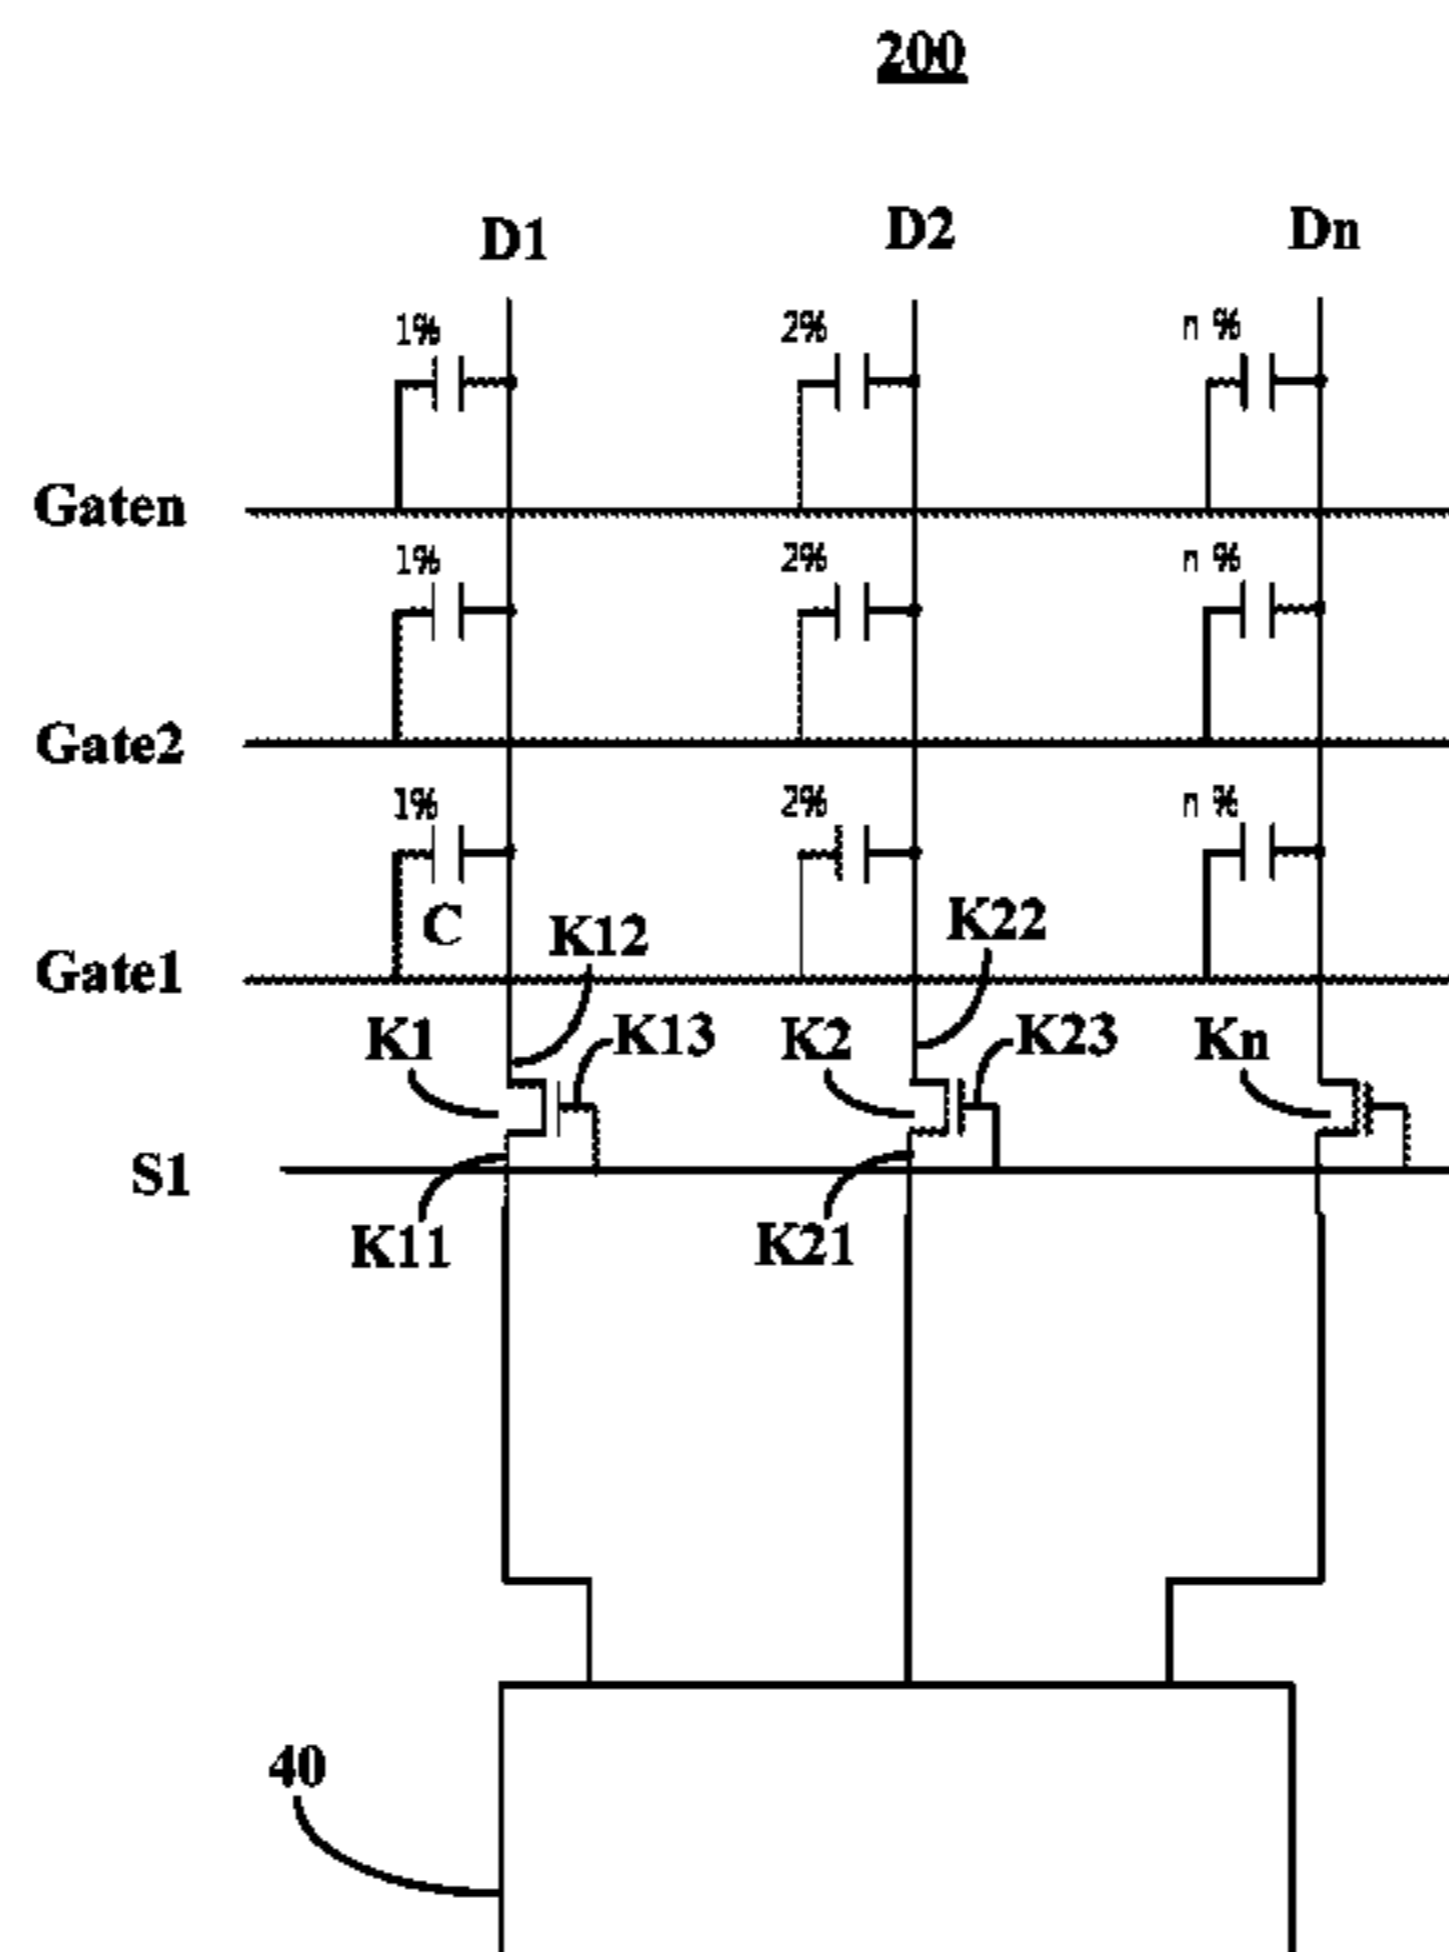 200
D1 D2 Dn
1% 2% n %
Gaten
1% 2% n %
Gate2
1% 2% n %
C K12 K22
Gate1
K1 K13 K2 K23 Kn
S1
K11 K21
40